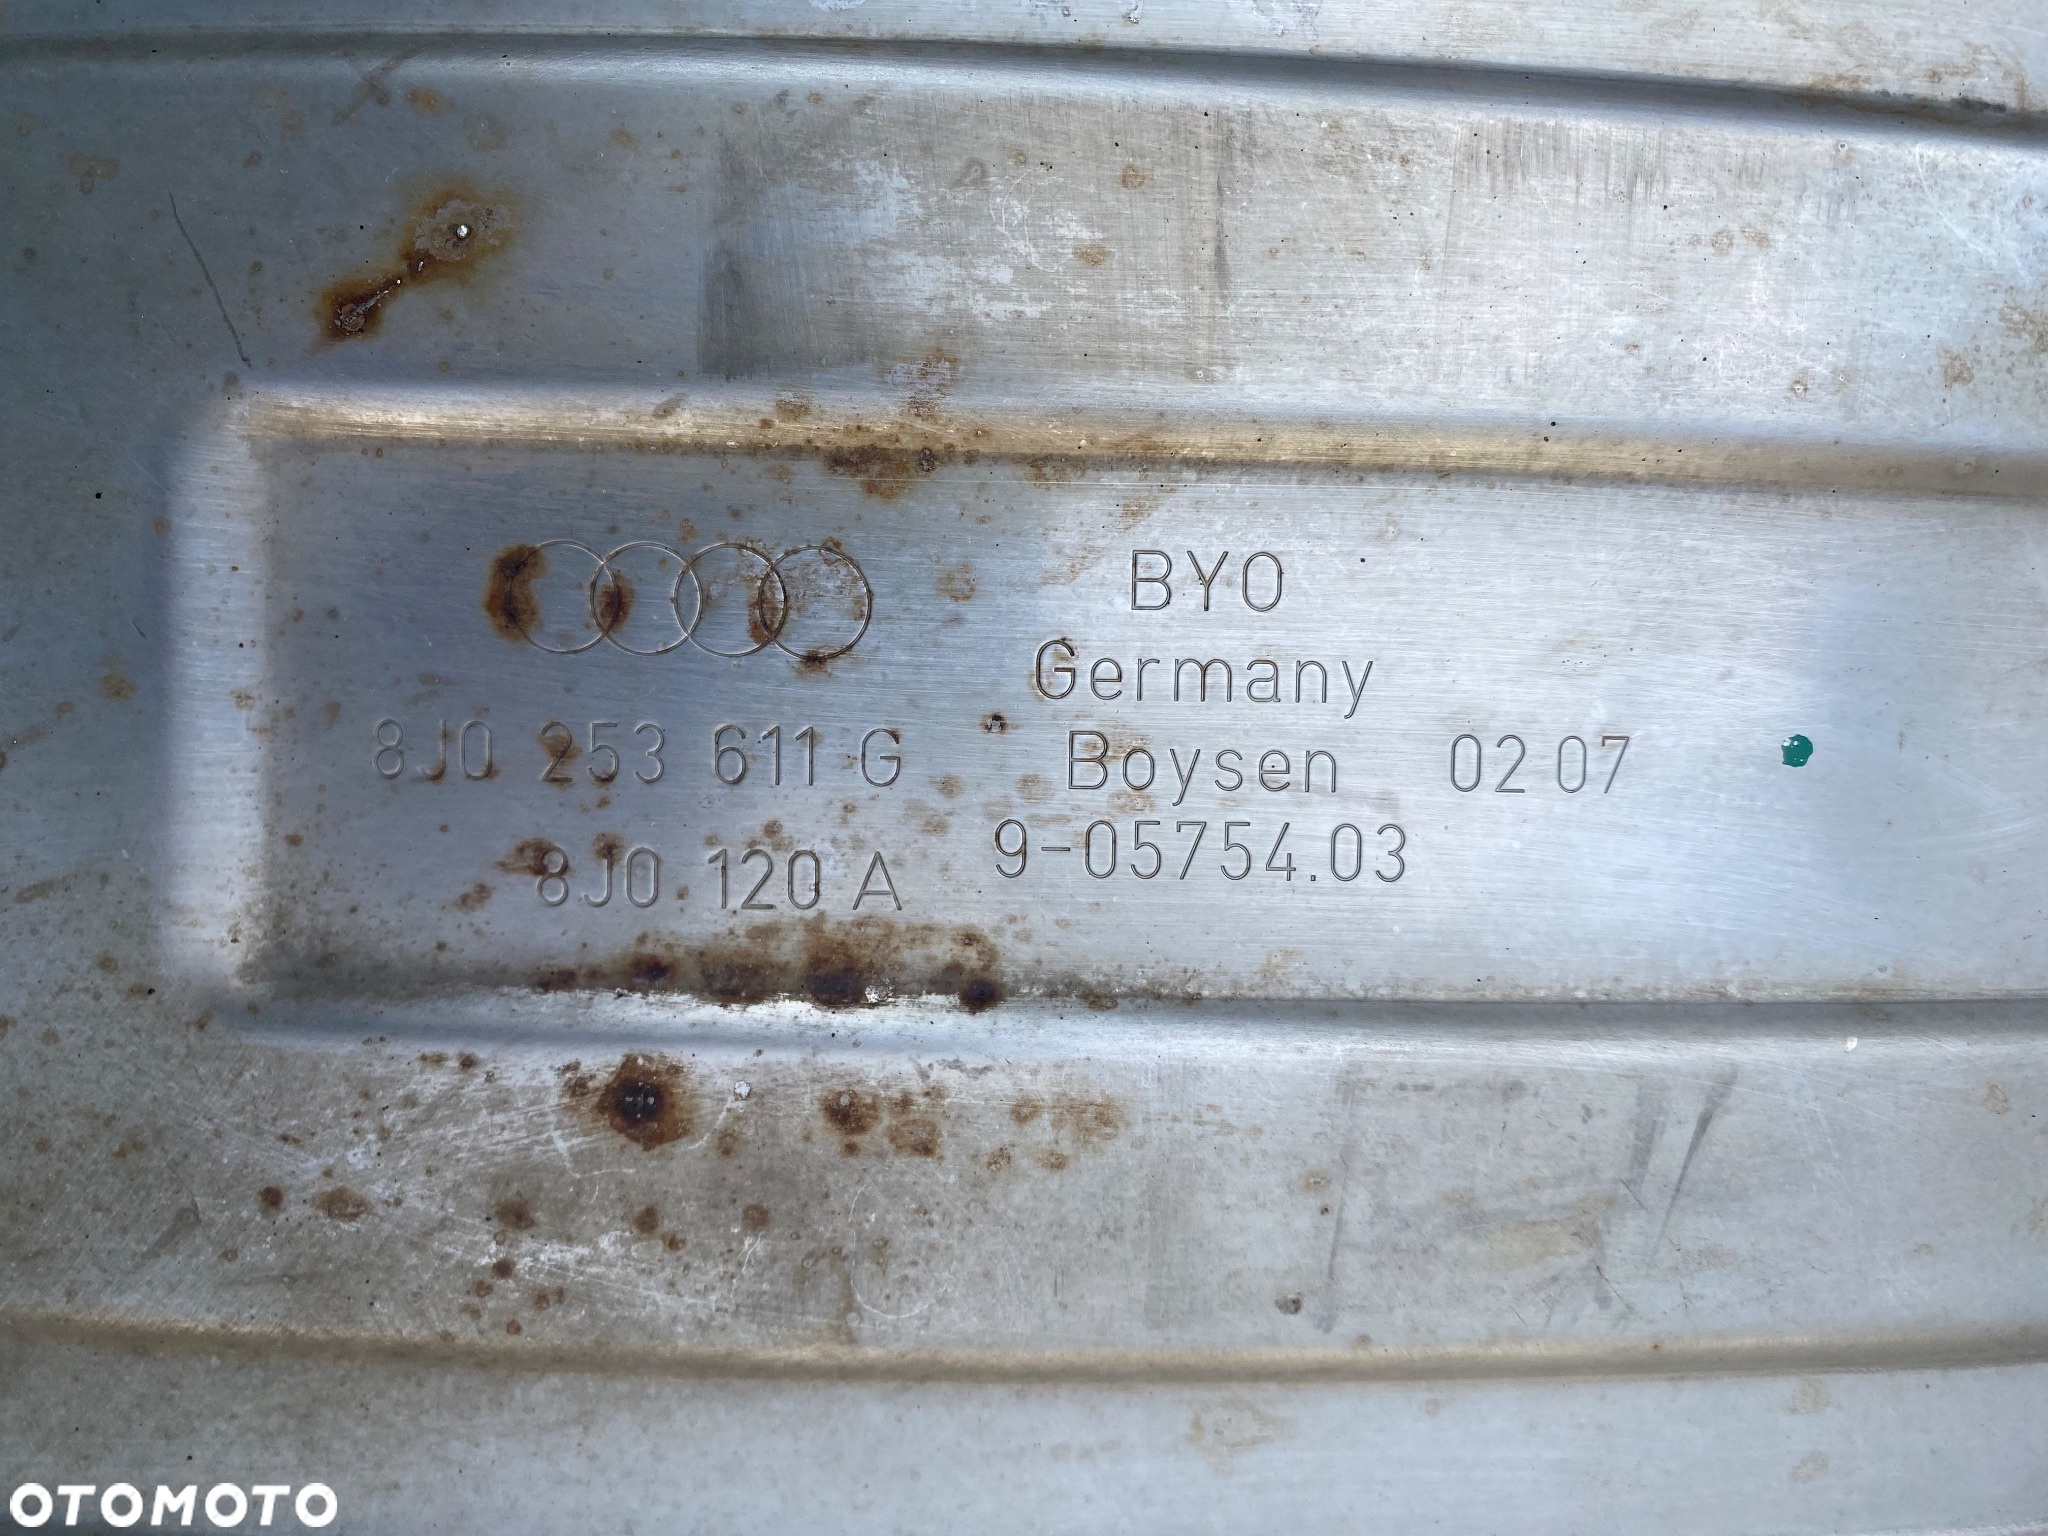 BYO
Germany
8J0 253 611 G Boysen 02 07
8J0 120 A 9-05754.03
OTOMOTO